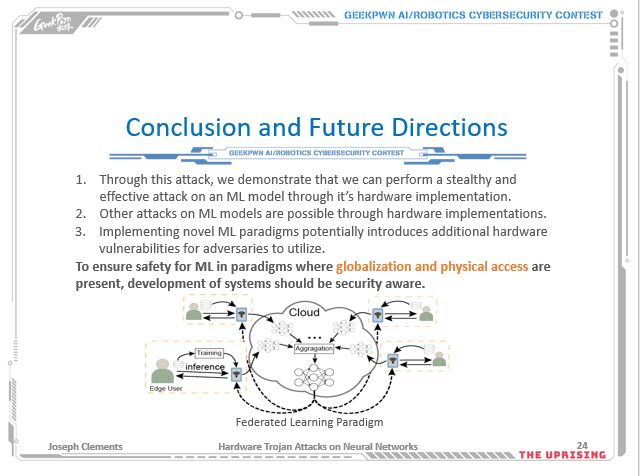 GeekPwn
GEEKPWN AI/ROBOTICS CYBERSECURITY CONTEST
Conclusion and Future Directions
GEEKPWN AI/ROBOTICS CYBERSECURITY CONTEST
1. Through this attack, we demonstrate that we can perform a stealthy and
effective attack on an ML model through it's hardware implementation.
2. Other attacks on ML models are possible through hardware implementations.
3. Implementing novel ML paradigms potentially introduces additional hardware
vulnerabilities for adversaries to utilize.
To ensure safety for ML in paradigms where globalization and physical access are
present, development of systems should be security aware.
Cloud
...
Aggragation
Training
inference
Edge User
Federated Learning Paradigm
Joseph Clements
Hardware Trojan Attacks on Neural Networks
24
THE UPRISING